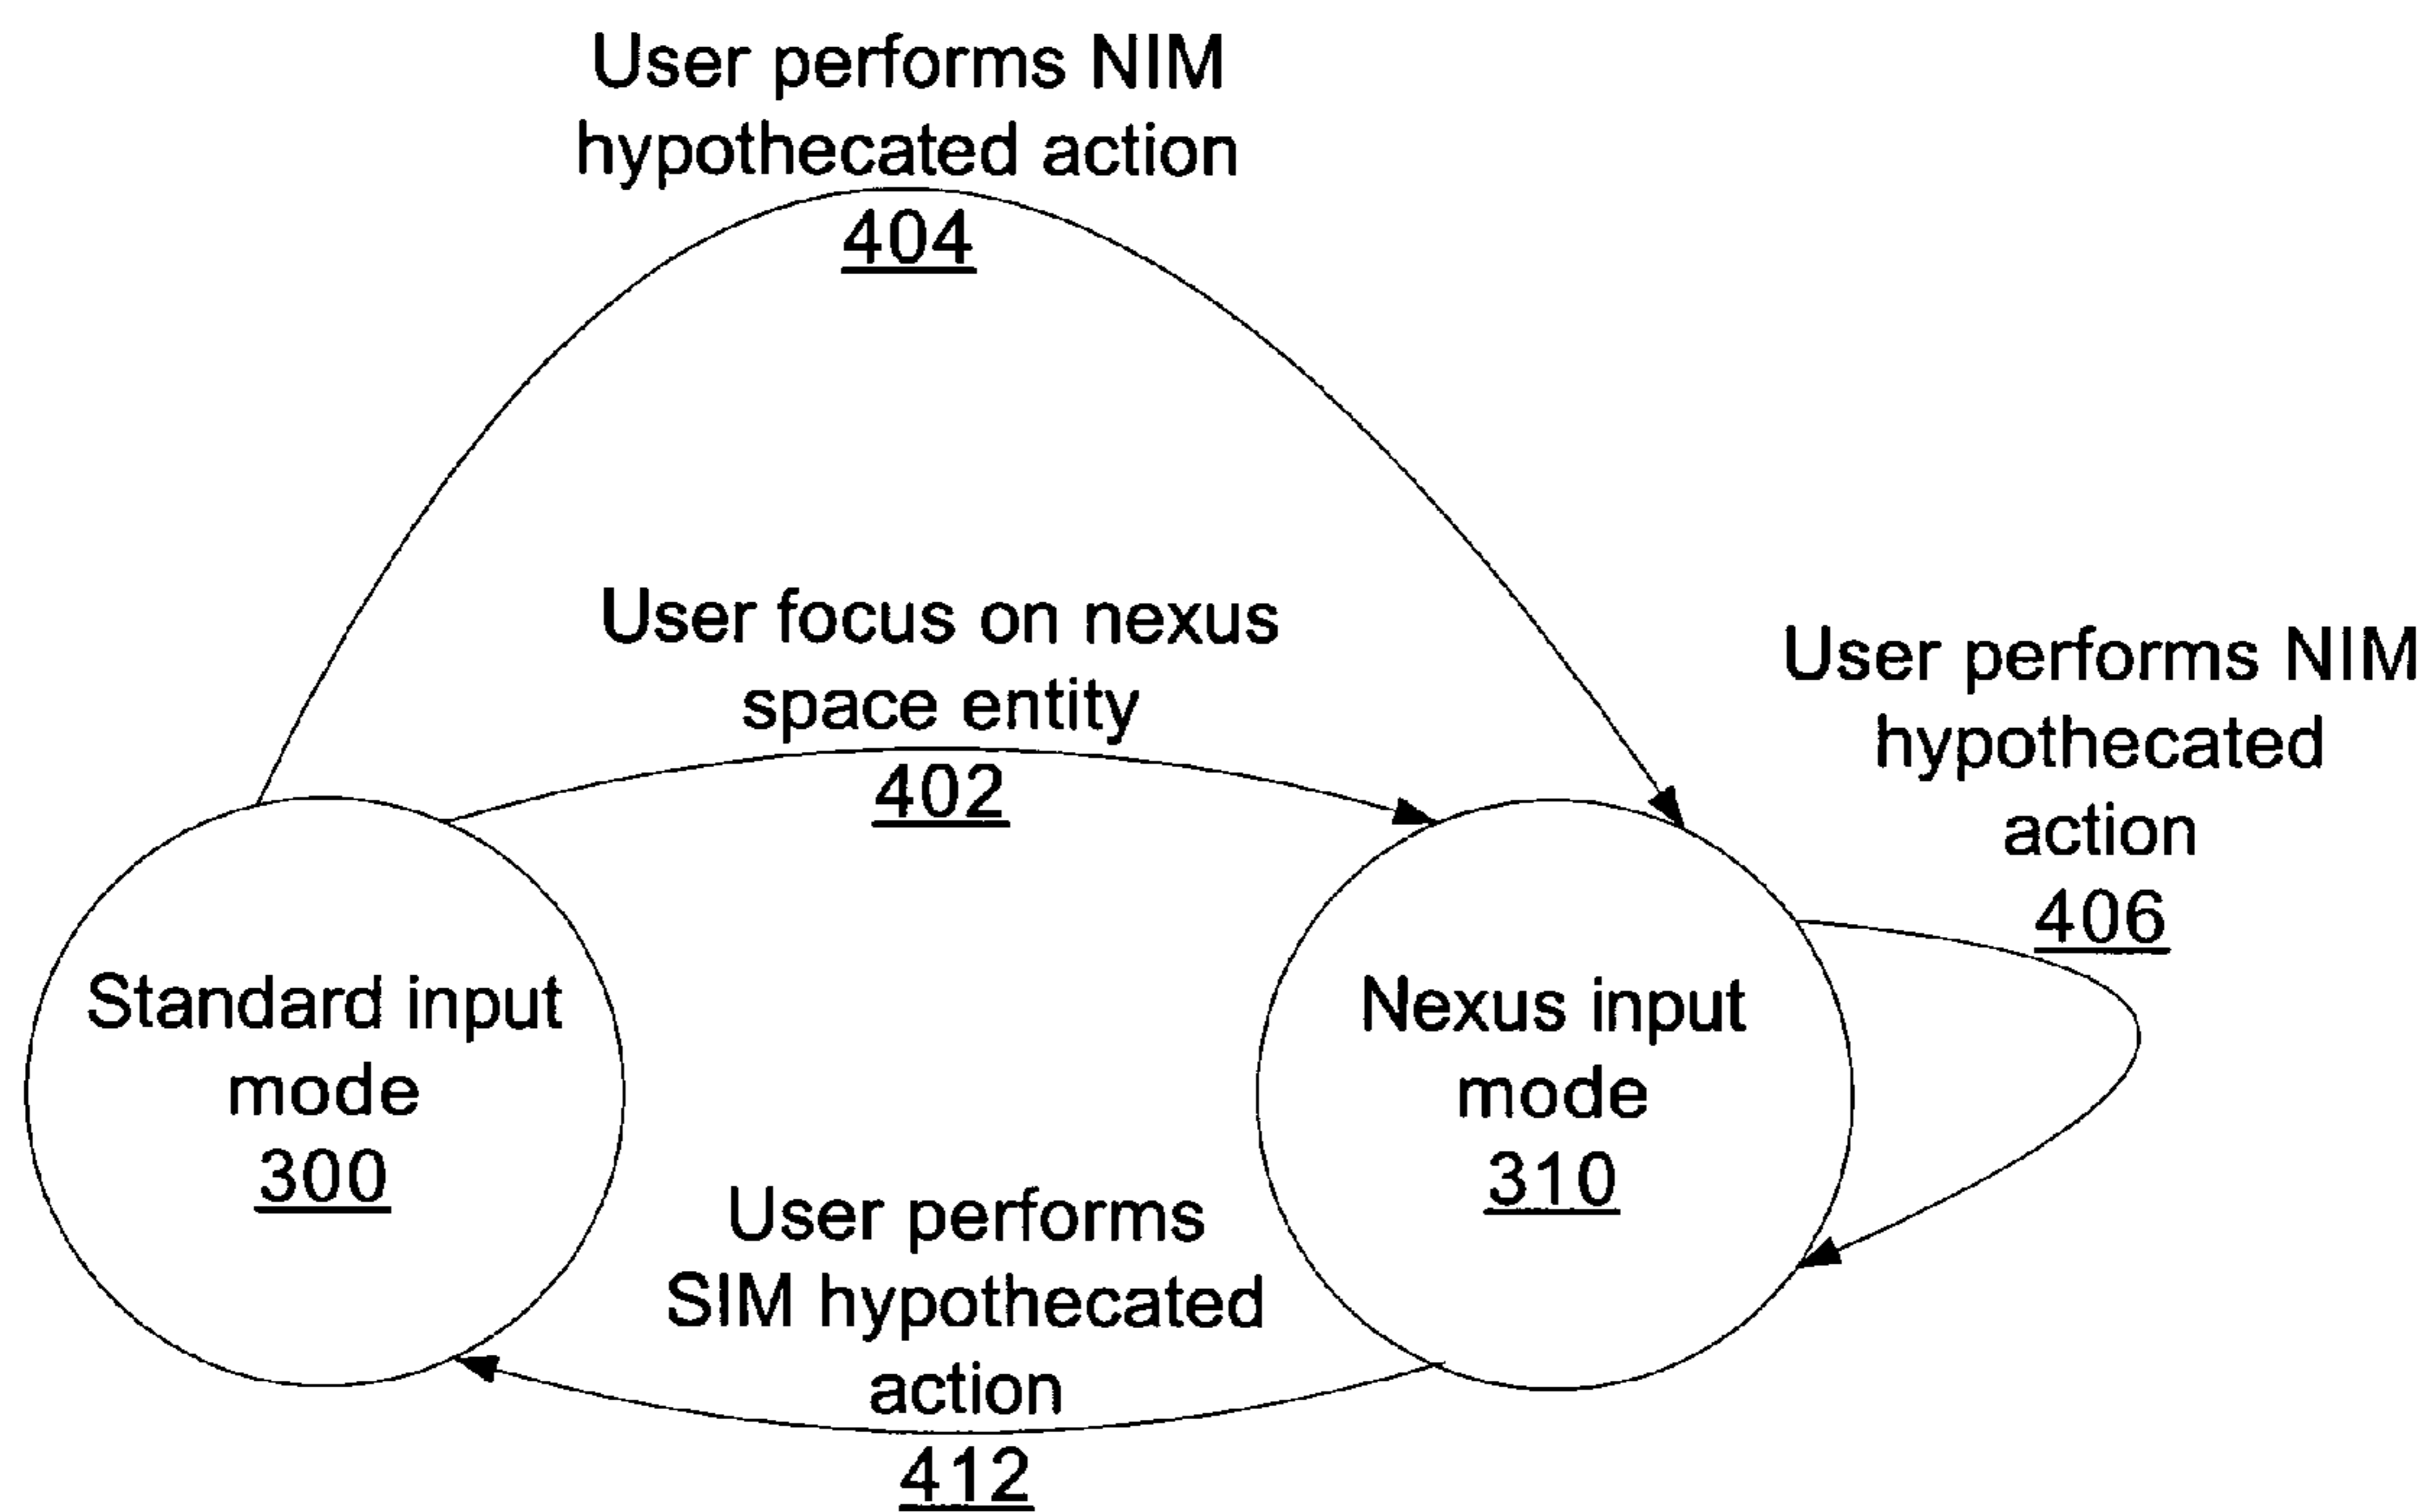 User performs NIM
hypothecated action
404
User focus on nexus
space entity
402
User performs NIM
hypothecated
action
406
Standard input
mode
300
Nexus input
mode
310
User performs
SIM hypothecated
action
412